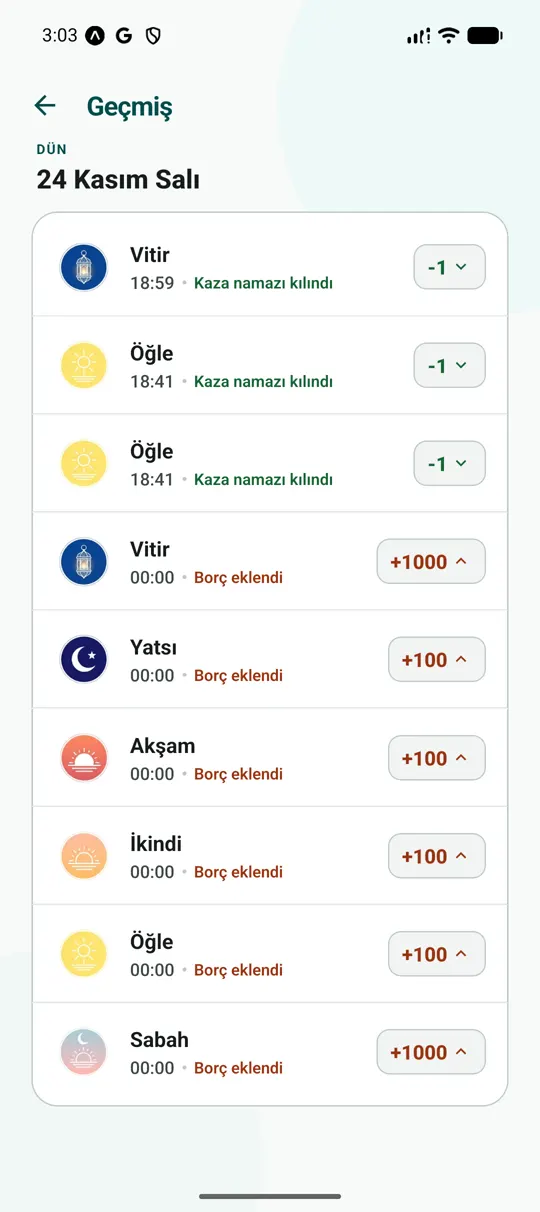 3:03
Geçmiş
DÜN
24 Kasım Salı
Vitir
18:59 • Kaza namazı kılındı
-1
Öğle
18:41 • Kaza namazı kılındı
-1
Öğle
18:41 • Kaza namazı kılındı
-1
Vitir
00:00 • Borç eklendi
+1000
Yatsı
00:00 • Borç eklendi
+100
Akşam
00:00 • Borç eklendi
+100
İkindi
00:00 • Borç eklendi
+100
Öğle
00:00 • Borç eklendi
+100
Sabah
00:00 • Borç eklendi
+1000